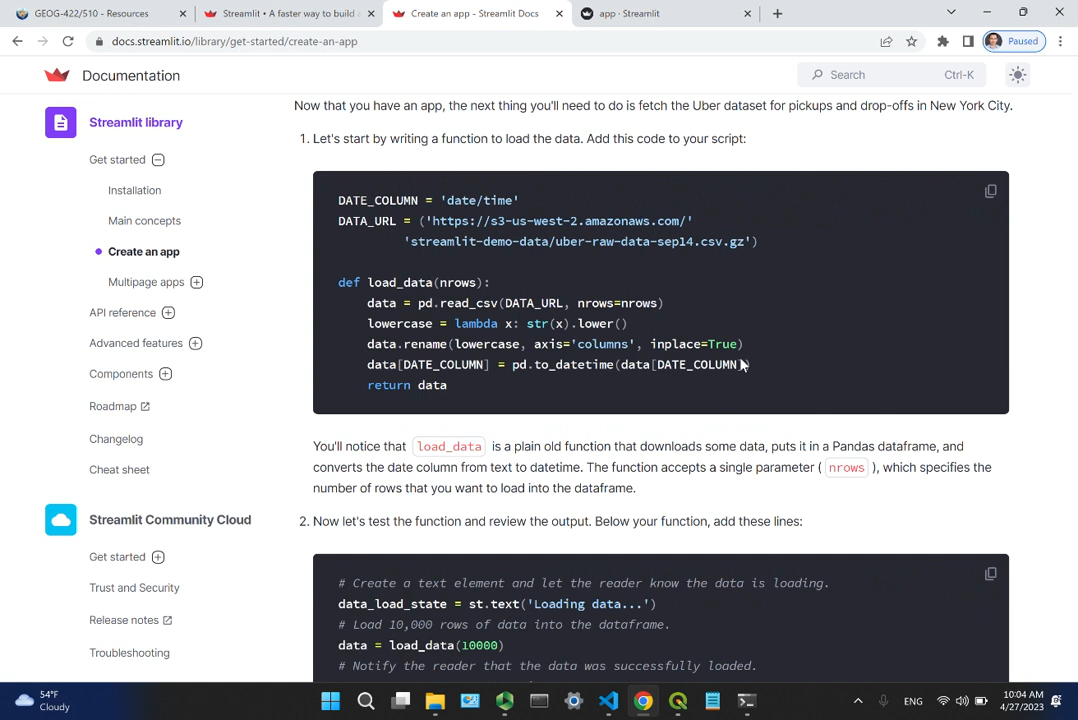 GEOG-422/510 - Resources
Streamlit • A faster way to build
Create an app - Streamlit Docs
app · Streamlit
docs.streamlit.io/library/get-started/create-an-app
Paused
Documentation
Search
Ctrl-K
Streamlit library
Get started
Installation
Main concepts
Create an app
Multipage apps
API reference
Advanced features
Components
Roadmap
Changelog
Cheat sheet
Streamlit Community Cloud
Get started
Trust and Security
Release notes
Troubleshooting
Now that you have an app, the next thing you'll need to do is fetch the Uber dataset for pickups and drop-offs in New York City.
1. Let's start by writing a function to load the data. Add this code to your script:
DATE_COLUMN = 'date/time'
DATA_URL = ('https://s3-us-west-2.amazonaws.com/'
'streamlit-demo-data/uber-raw-data-sep14.csv.gz')
def load_data(nrows):
data = pd.read_csv(DATA_URL, nrows=nrows)
lowercase = lambda x: str(x).lower()
data.rename(lowercase, axis='columns', inplace=True)
data[DATE_COLUMN] = pd.to_datetime(data[DATE_COLUMN])
return data
You'll notice that load_data is a plain old function that downloads some data, puts it in a Pandas dataframe, and
converts the date column from text to datetime. The function accepts a single parameter ( nrows ), which specifies the
number of rows that you want to load into the dataframe.
2. Now let's test the function and review the output. Below your function, add these lines:
# Create a text element and let the reader know the data is loading.
data_load_state = st.text('Loading data...')
# Load 10,000 rows of data into the dataframe.
data = load_data(10000)
# Notify the reader that the data was successfully loaded.
54°F
Cloudy
ENG
10:04 AM
4/27/2023